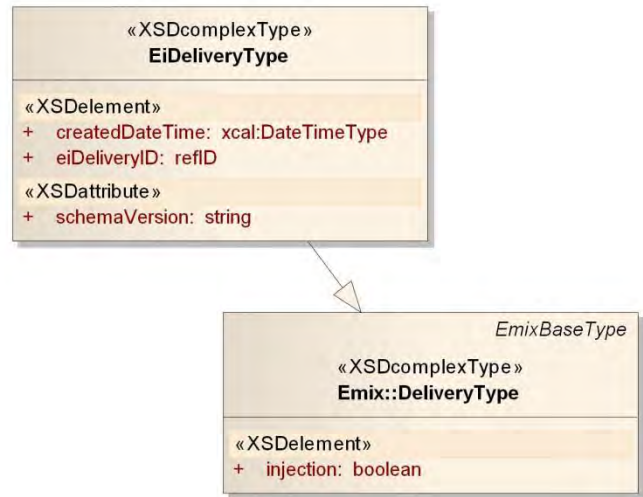 «XSDcomplexType»
EiDeliveryType
«XSDelement»
+ createdDateTime: xcal:DateTimeType
+ eiDeliveryID: refID
«XSDattribute»
+ schemaVersion: string
EmixBaseType
«XSDcomplexType»
Emix::DeliveryType
«XSDelement»
+ injection: boolean